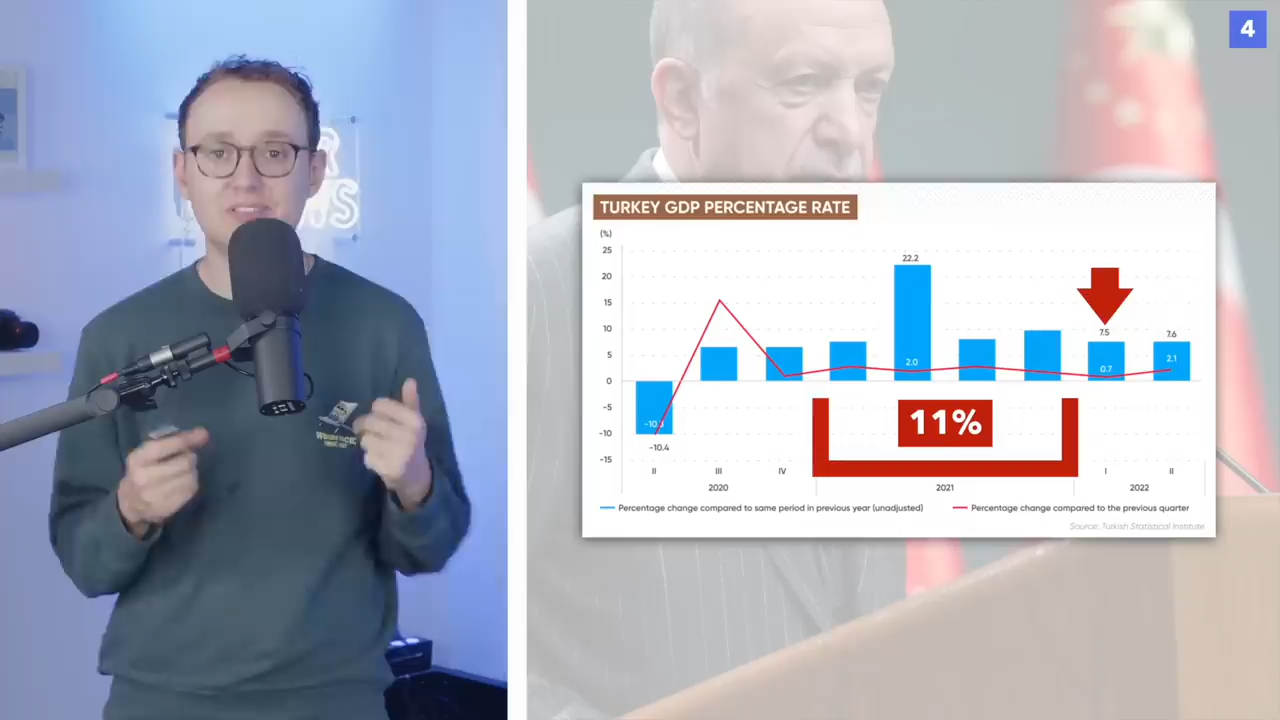 4
R
WS
TURKEY GDP PERCENTAGE RATE
(%)
25
20
15
10
5
0
-5
-10
-15
22.2
7.5
7.6
2.0
0.7
2.1
-10.4
11%
II
III
IV
I
II
2020
2021
2022
Percentage change compared to same period in previous year (unadjusted)
Percentage change compared to the previous quarter
Source: Turkish Statistical Institute